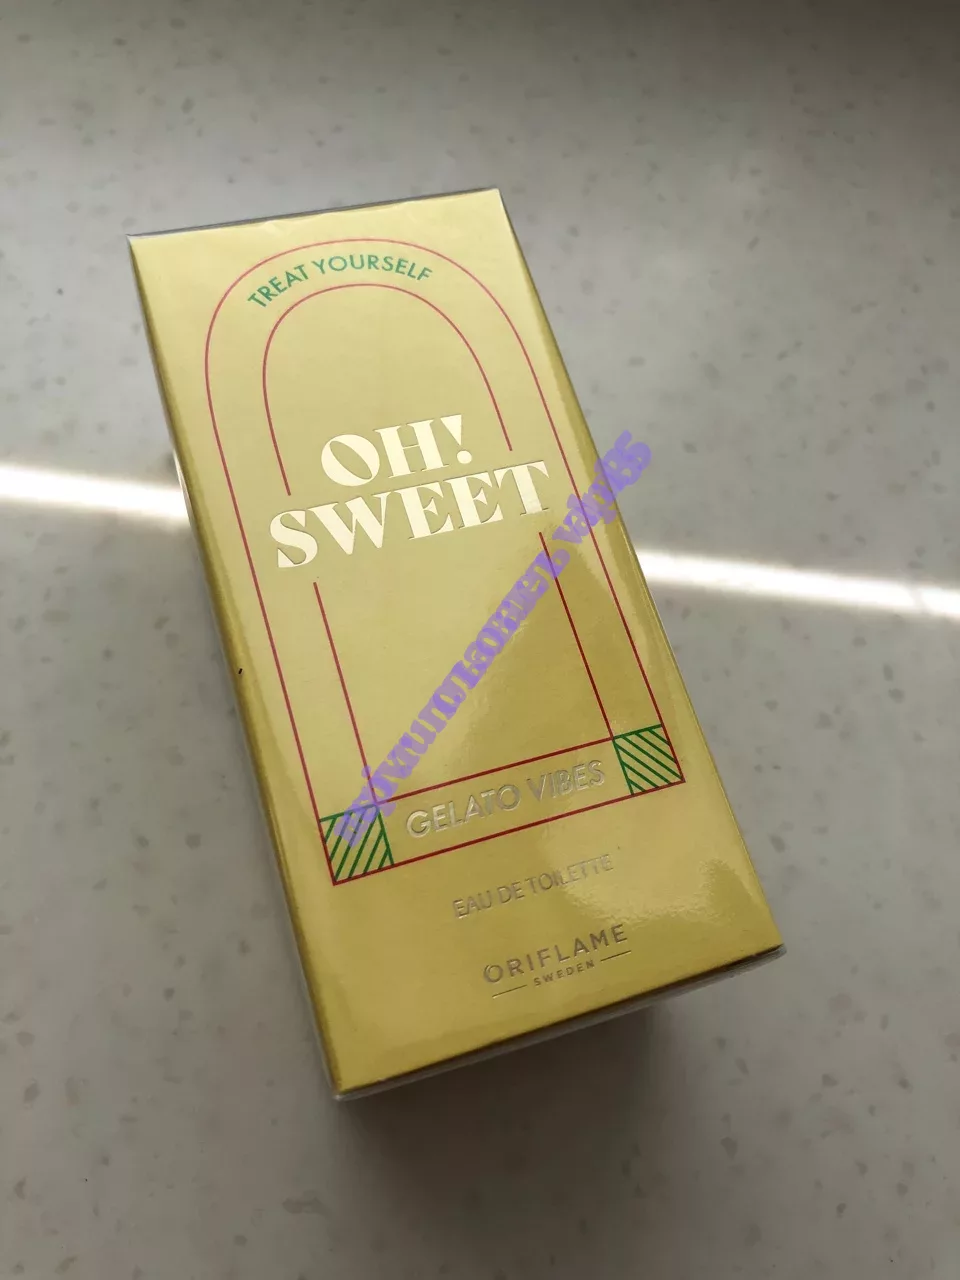 TREAT YOURSELF
OH!
SWEET
GELATO VIBES
EAU DE TOILETTE
ORIFLAME
SWEDEN